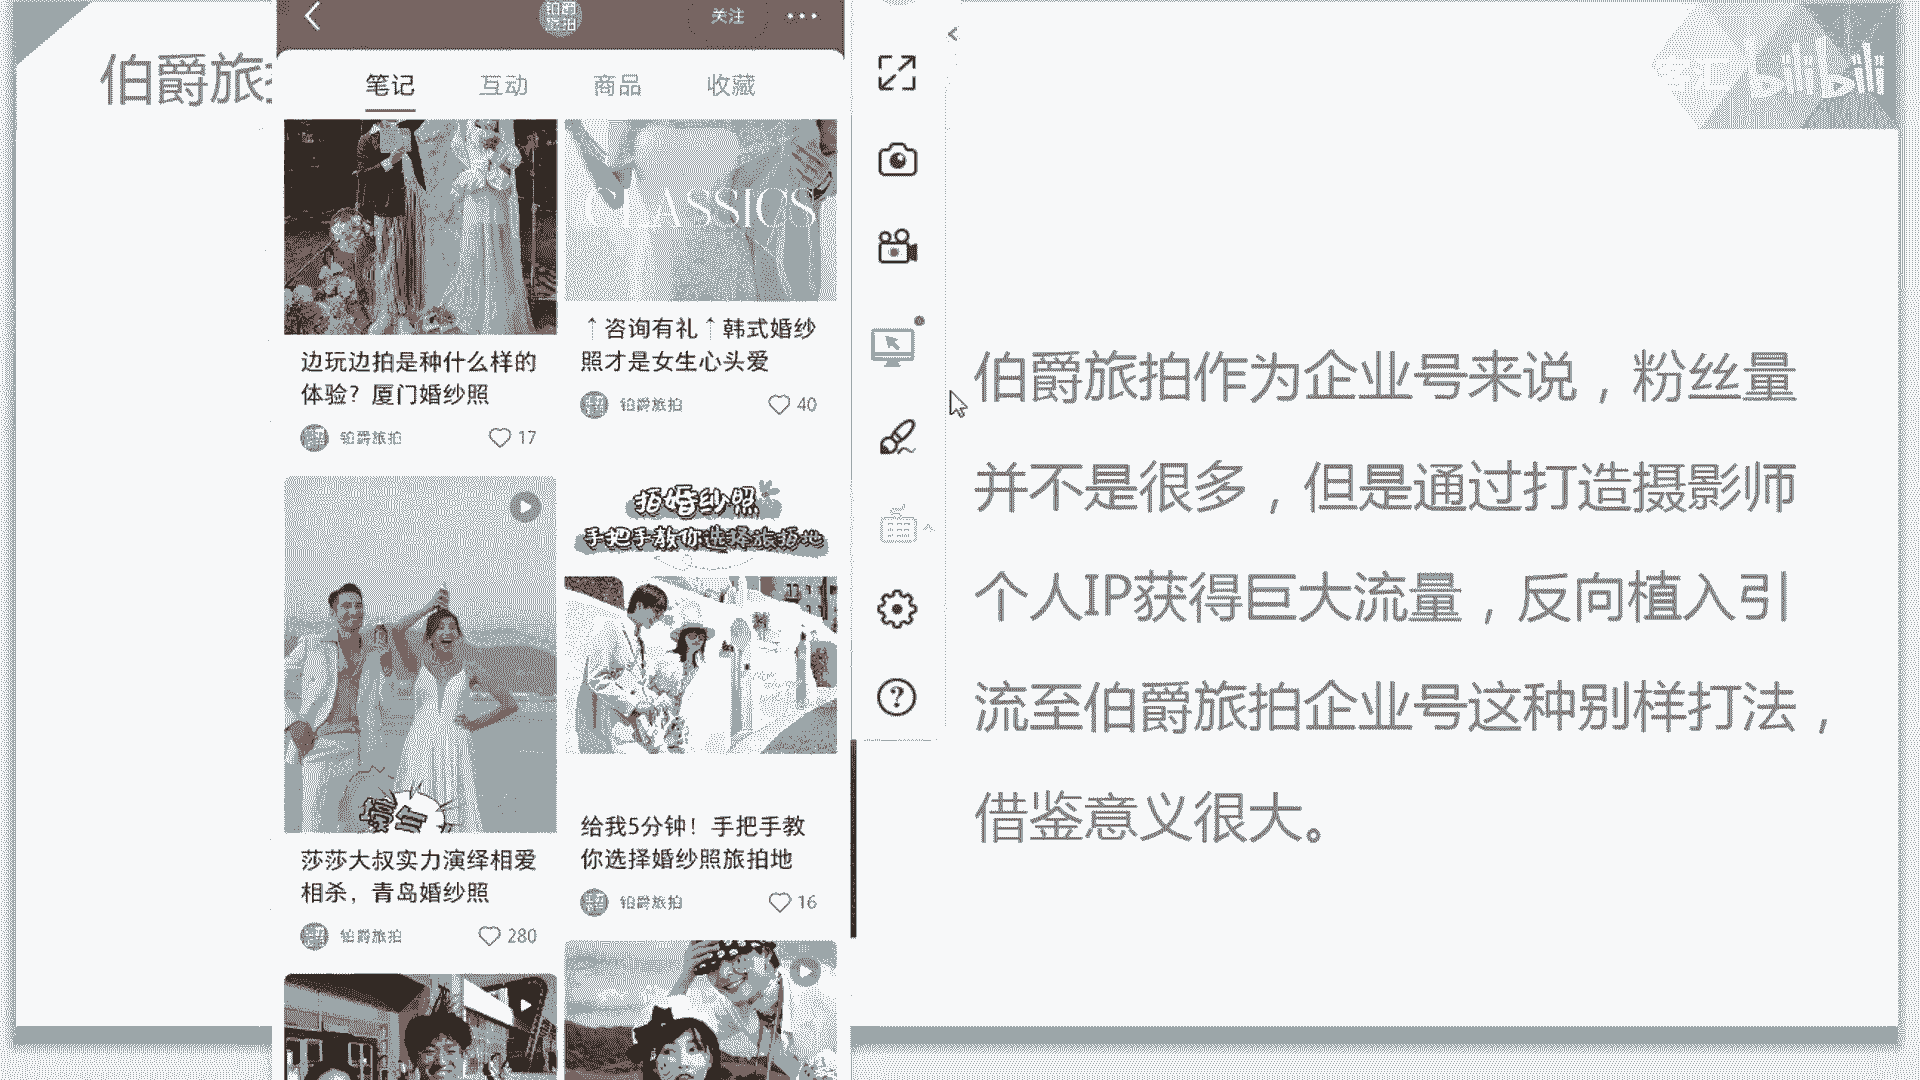 伯爵旅拍
关注
笔记
互动
商品
收藏
CLASSICS
边玩边拍是种什么样的
体验？厦门婚纱照
铂爵旅拍
17
↑咨询有礼↑韩式婚纱
照才是女生心头爱
铂爵旅拍
40
莎莎大叔实力演绎相爱
相杀，青岛婚纱照
铂爵旅拍
280
拍婚纱照
手把手教你选择旅拍地
给我5分钟！手把手教
你选择婚纱照旅拍地
铂爵旅拍
16
伯爵旅拍作为企业号来说，粉丝量
并不是很多，但是通过打造摄影师
个人IP获得巨大流量，反向植入引
流至伯爵旅拍企业号这种别样打法，
借鉴意义很大。
bilibili